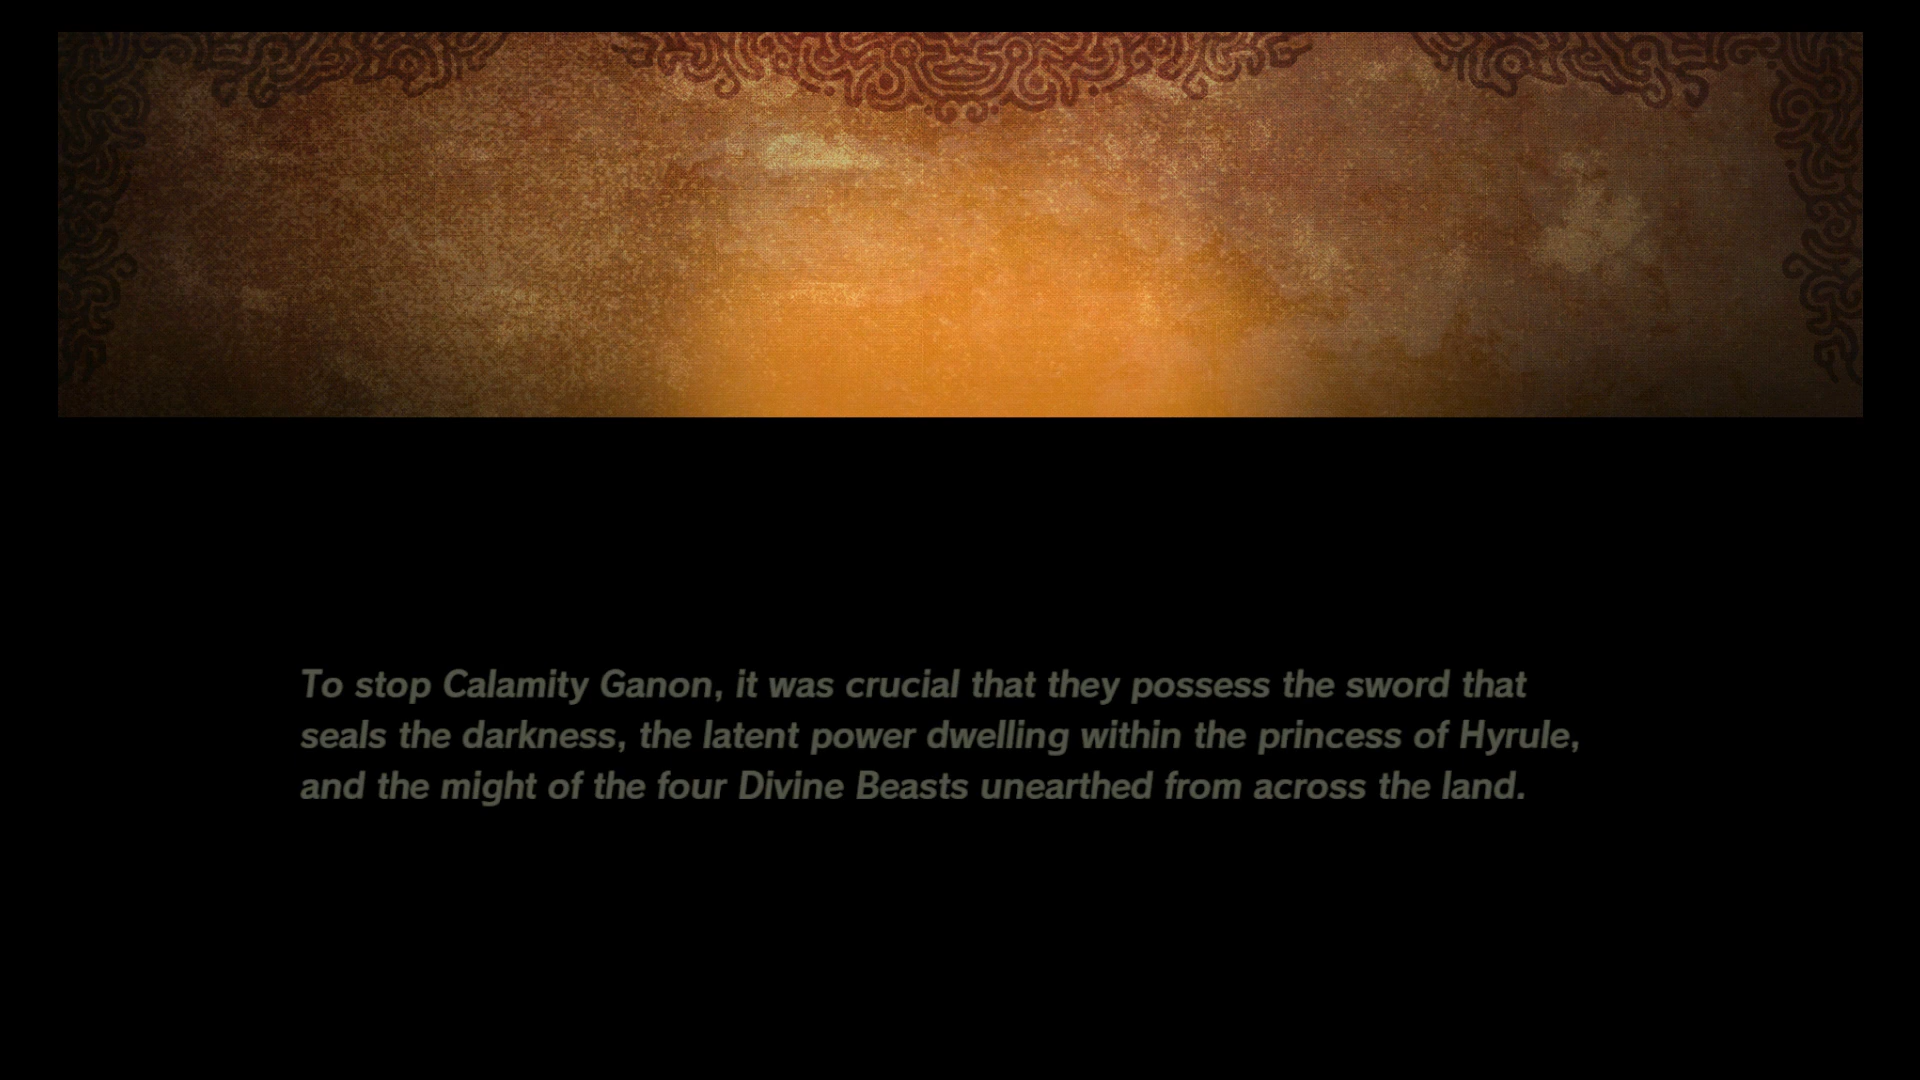 To stop Calamity Ganon, it was crucial that they possess the sword that
seals the darkness, the latent power dwelling within the princess of Hyrule,
and the might of the four Divine Beasts unearthed from across the land.